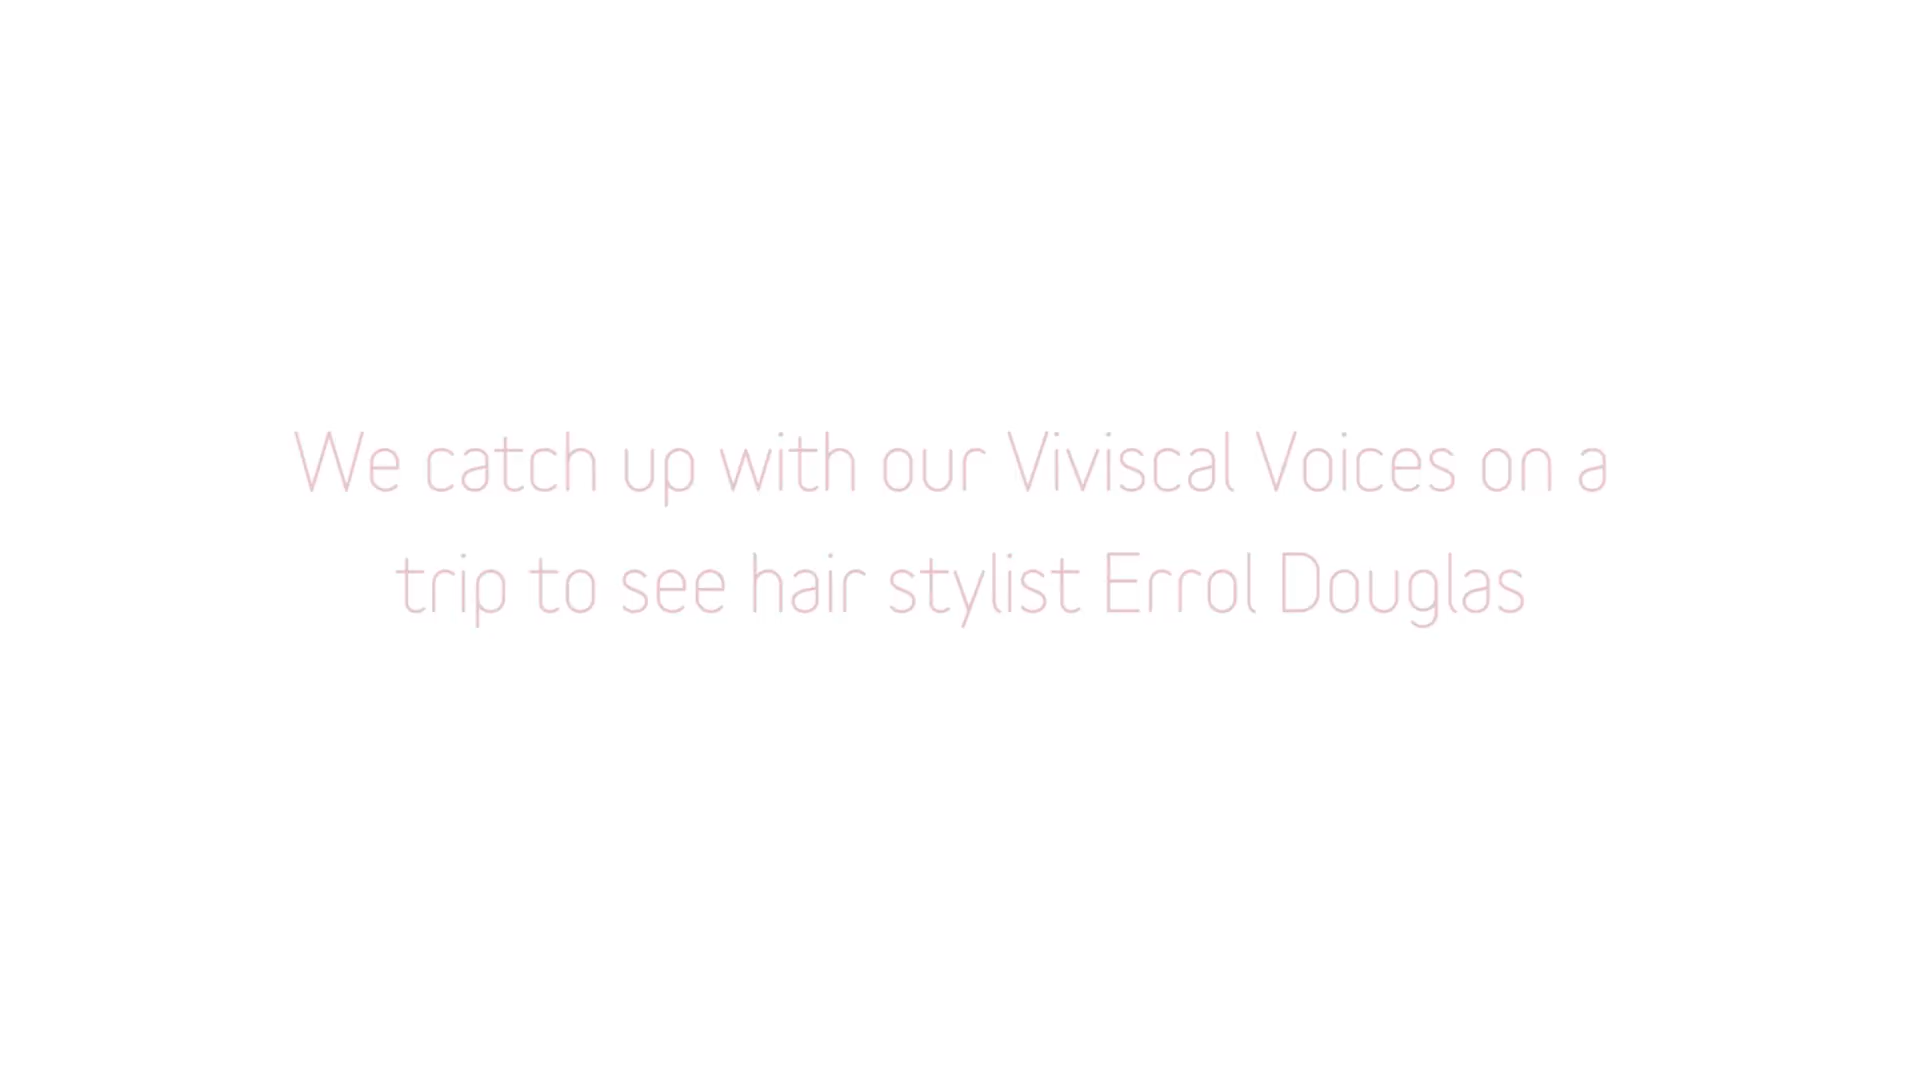 We catch up with our Viviscal Voices on a
trip to see hair stylist Errol Douglas